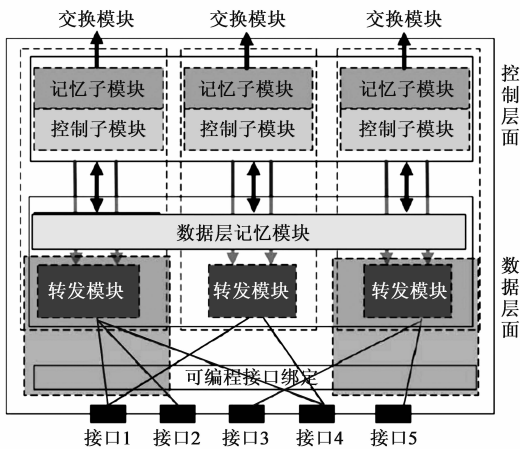 交换模块 交换模块 交换模块
记忆子模块 记忆子模块 记忆子模块
控制子模块 控制子模块 控制子模块
控制层面
数据层记忆模块
转发模块 转发模块 转发模块
数据层面
可编程接口绑定
接口1 接口2 接口3 接口4 接口5